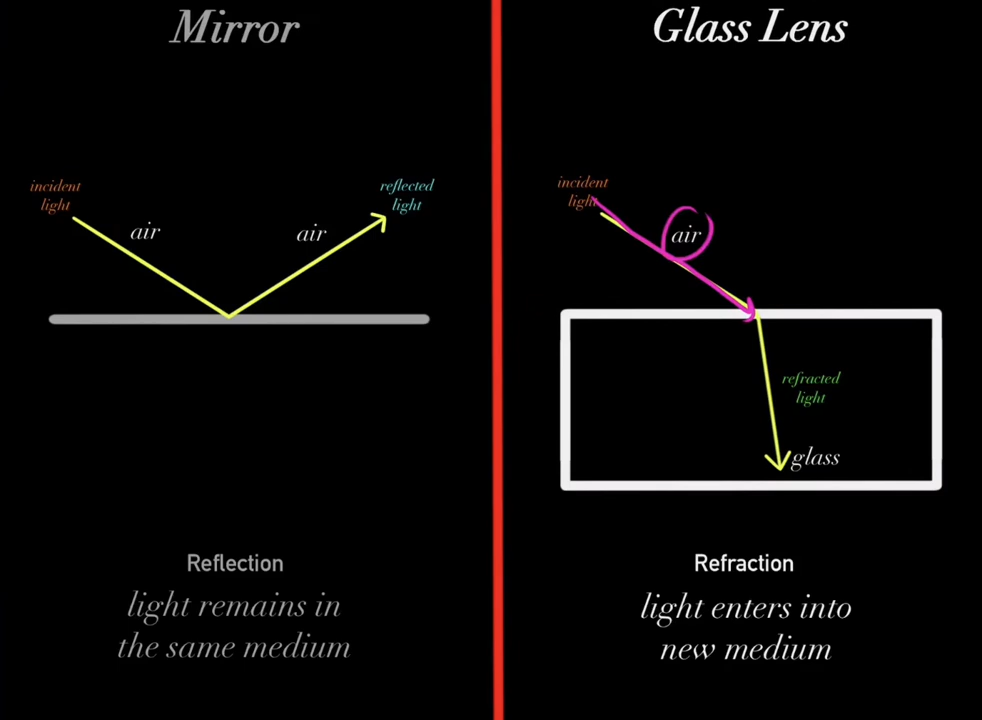 Mirror
incident
light
air
air
reflected
light
Reflection
light remains in
the same medium
Glass Lens
incident
light
air
refracted
light
glass
Refraction
light enters into
new medium